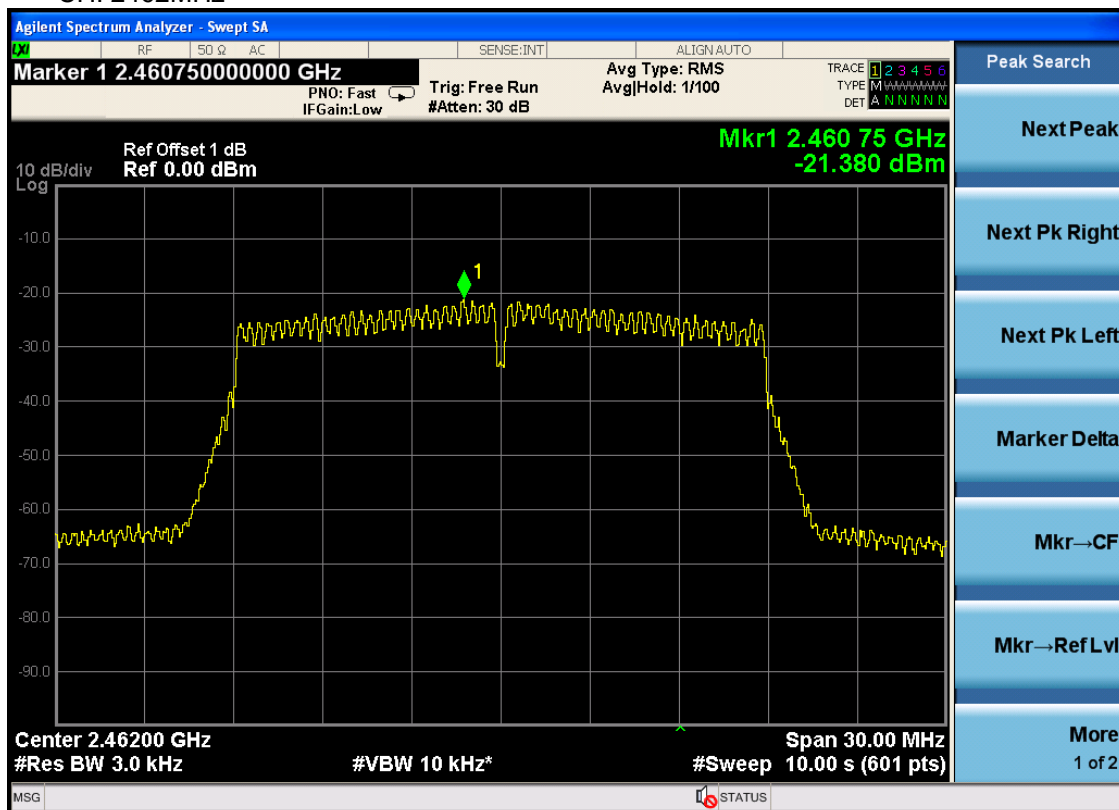 Agilent Spectrum Analyzer - Swept SA
LXI RF 50 Ω AC SENSE:INT ALIGN AUTO
Marker 1 2.460750000000 GHz
PNO: Fast
IFGain:Low
Trig: Free Run
#Atten: 30 dB
Avg Type: RMS
Avg|Hold: 1/100
TRACE 1 2 3 4 5 6
TYPE M WWWWW
DET A N N N N N
Peak Search
Mkr1 2.460 75 GHz
-21.380 dBm
Ref Offset 1 dB
10 dB/div Ref 0.00 dBm
Log
1
-10.0
-20.0
-30.0
-40.0
-50.0
-60.0
-70.0
-80.0
-90.0
Center 2.46200 GHz Span 30.00 MHz
#Res BW 3.0 kHz #VBW 10 kHz* #Sweep 10.00 s (601 pts)
MSG STATUS
Next Peak
Next Pk Right
Next Pk Left
Marker Delta
Mkr→CF
Mkr→Ref Lvl
More
1 of 2